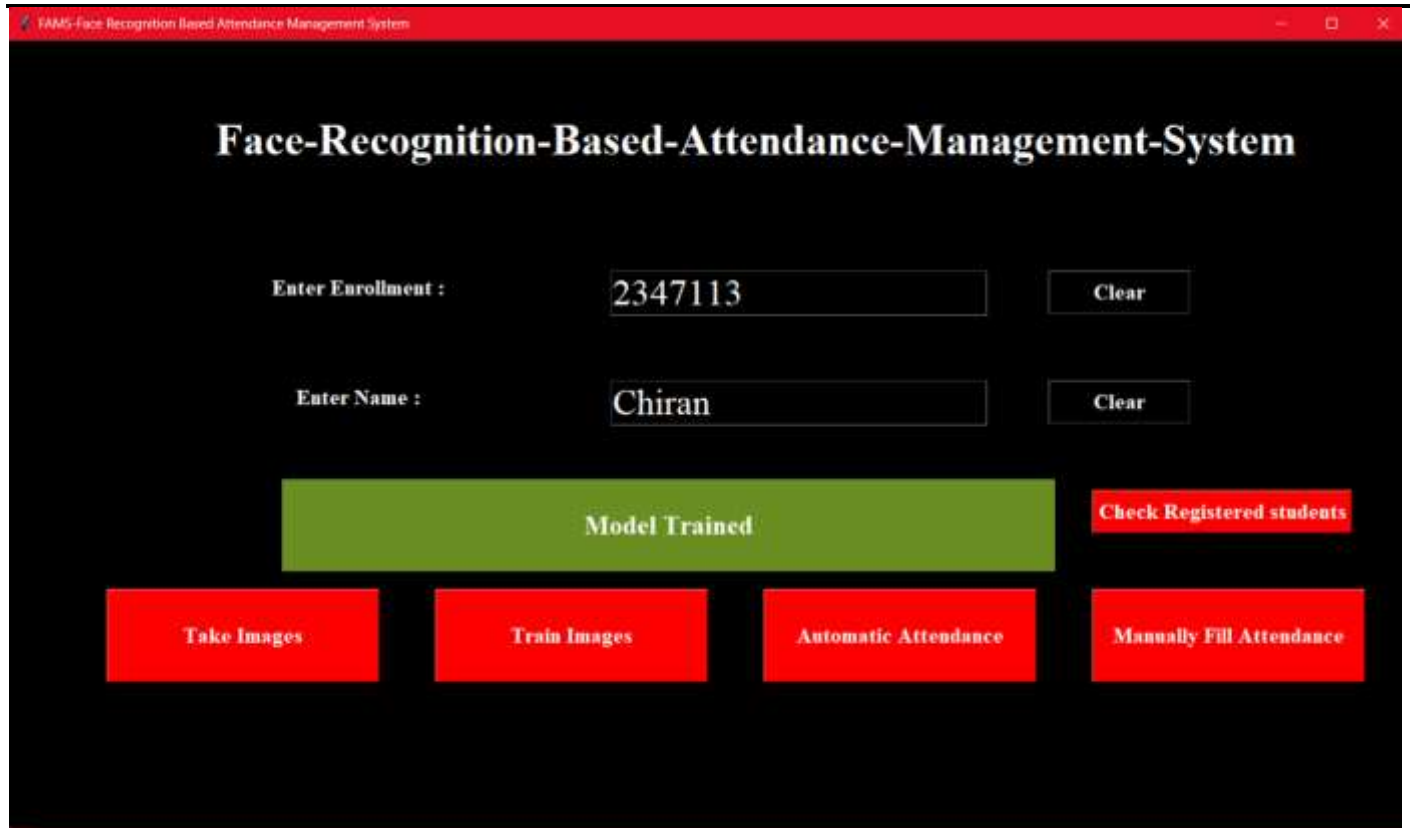 FAMS-Face Recognition Based Attendance Management System
Face-Recognition-Based-Attendance-Management-System
Enter Enrollment : 2347113 Clear
Enter Name : Chiran Clear
Model Trained Check Registered students
Take Images Train Images Automatic Attendance Manually Fill Attendance